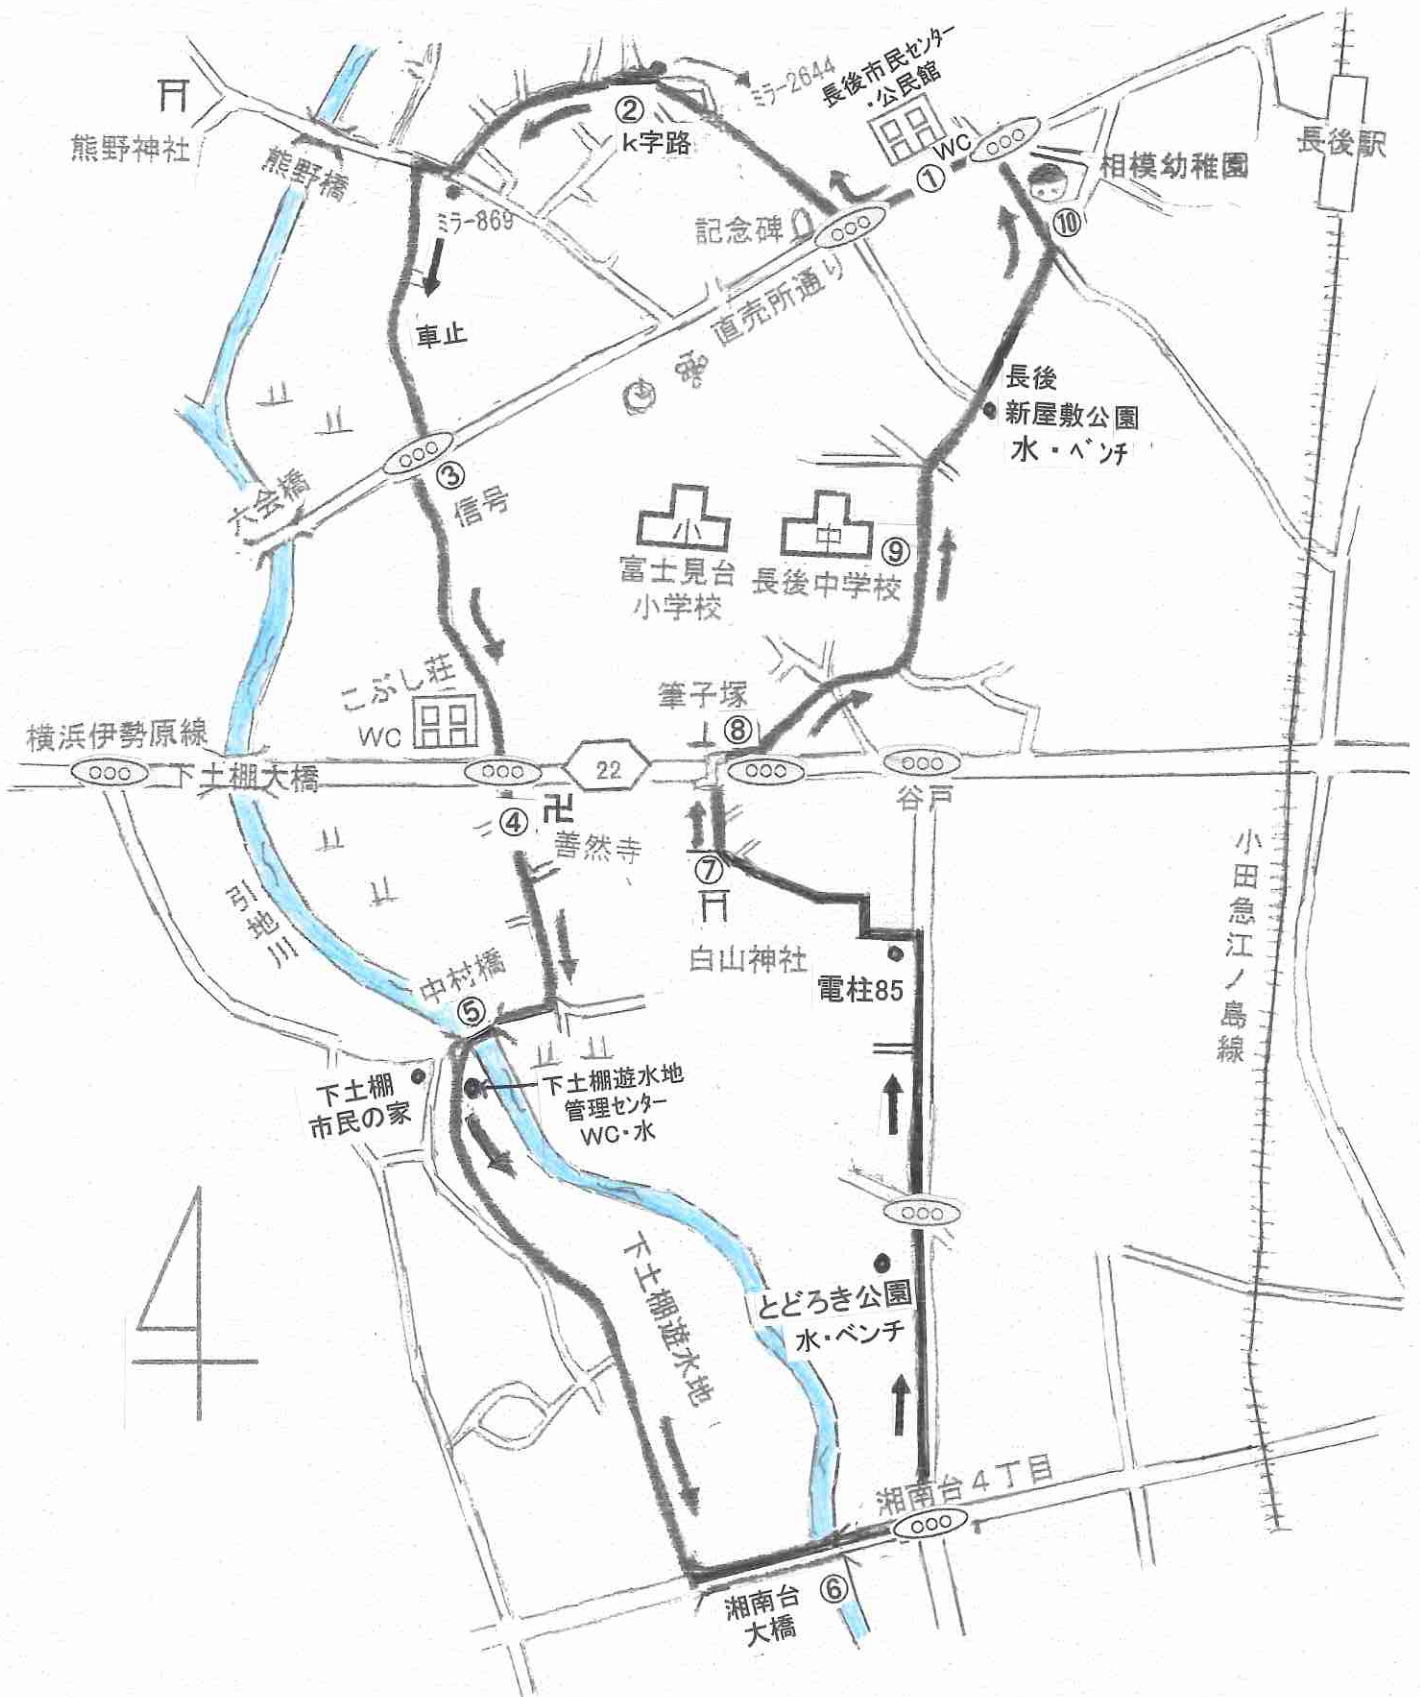 ミラー2644
長後市民センター
・公民館
WC
②
k字路
①
長後駅
相模幼稚園
⑩
熊野神社
熊野橋
ミラー869
記念碑
直売所通り
車止
長後
新屋敷公園
水・ベンチ
六会橋
③
信号
小
中
⑨
富士見台
小学校
長後中学校
こぶし荘
WC
筆子塚
⑧
横浜伊勢原線
下土棚大橋
22
谷戸
④
卍
善然寺
⑦
白山神社
小田急江ノ島線
引地川
中村橋
⑤
電柱85
下土棚
市民の家
下土棚遊水地
管理センター
WC・水
下土棚遊水地
とどろき公園
水・ベンチ
4
湘南台4丁目
湘南台
大橋
⑥